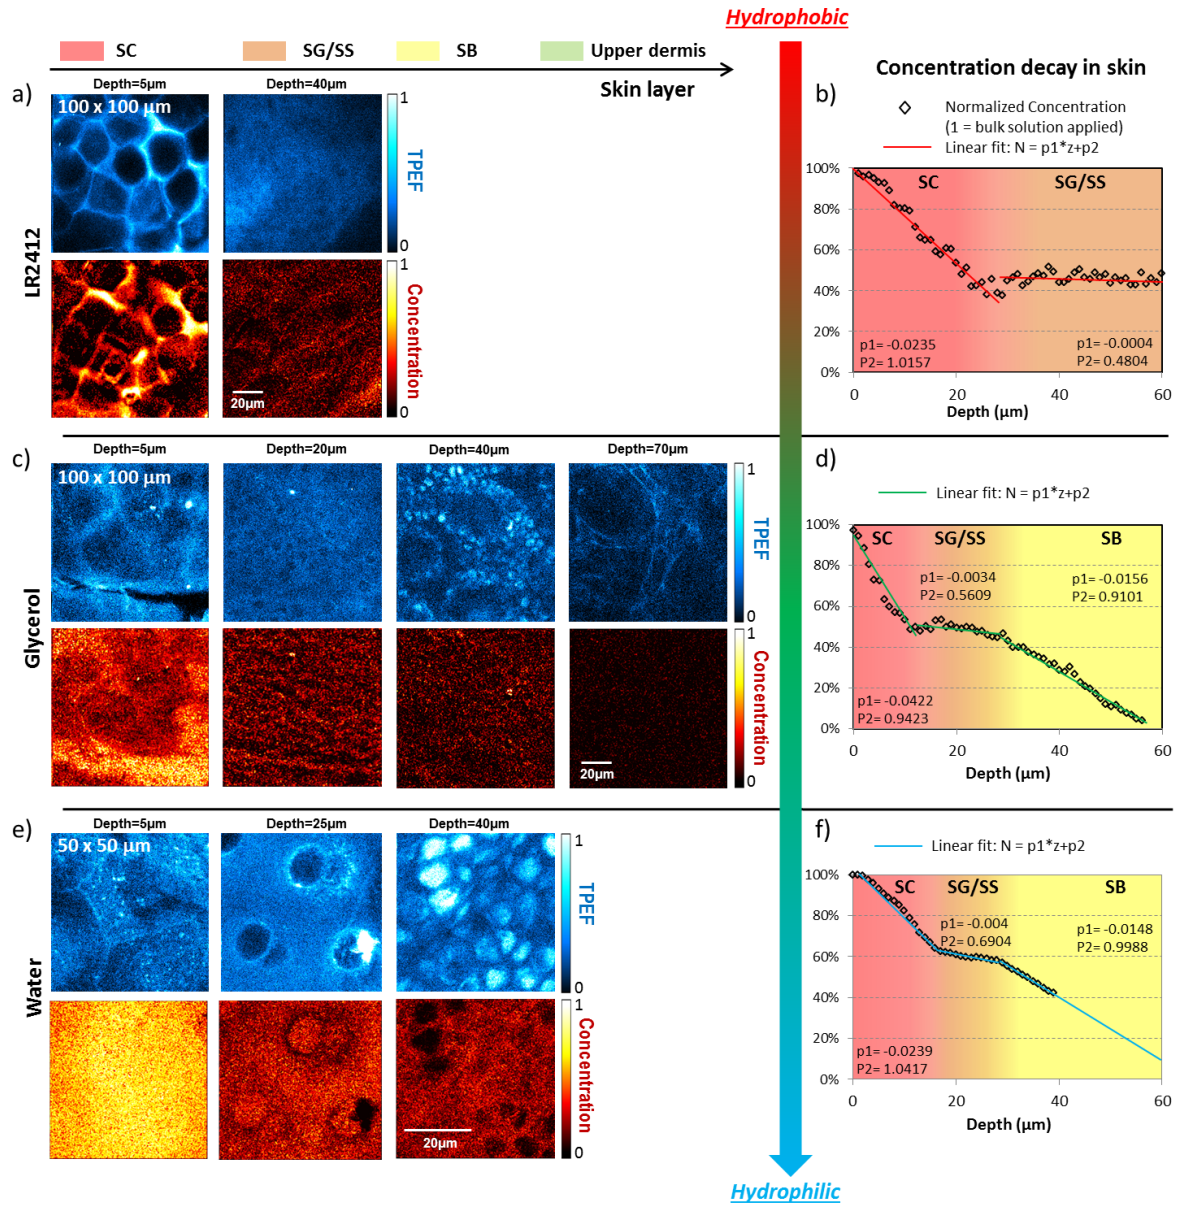 Hydrophobic
SC
SG/SS
SB
Upper dermis
Skin layer
Concentration decay in skin
a)
Depth=5µm
Depth=40µm
100 x 100 µm
1
TPEF
0
LR2412
1
Concentration
0
20µm
b)
Normalized Concentration
(1 = bulk solution applied)
Linear fit: N = p1*z+p2
100%
80%
60%
40%
20%
0%
SC
SG/SS
p1= -0.0235
P2= 1.0157
p1= -0.0004
P2= 0.4804
0
20
40
60
Depth (µm)
c)
Depth=5µm
Depth=20µm
Depth=40µm
Depth=70µm
100 x 100 µm
1
TPEF
0
Glycerol
1
Concentration
0
20µm
d)
Linear fit: N = p1*z+p2
100%
80%
60%
40%
20%
0%
SC
SG/SS
SB
p1= -0.0034
P2= 0.5609
p1= -0.0156
P2= 0.9101
p1= -0.0422
P2= 0.9423
0
20
40
60
Depth (µm)
e)
Depth=5µm
Depth=25µm
Depth=40µm
50 x 50 µm
1
TPEF
0
Water
1
Concentration
0
20µm
f)
Linear fit: N = p1*z+p2
100%
80%
60%
40%
20%
0%
SC
SG/SS
SB
p1= -0.004
P2= 0.6904
p1= -0.0148
P2= 0.9988
p1= -0.0239
P2= 1.0417
0
20
40
60
Depth (µm)
Hydrophilic